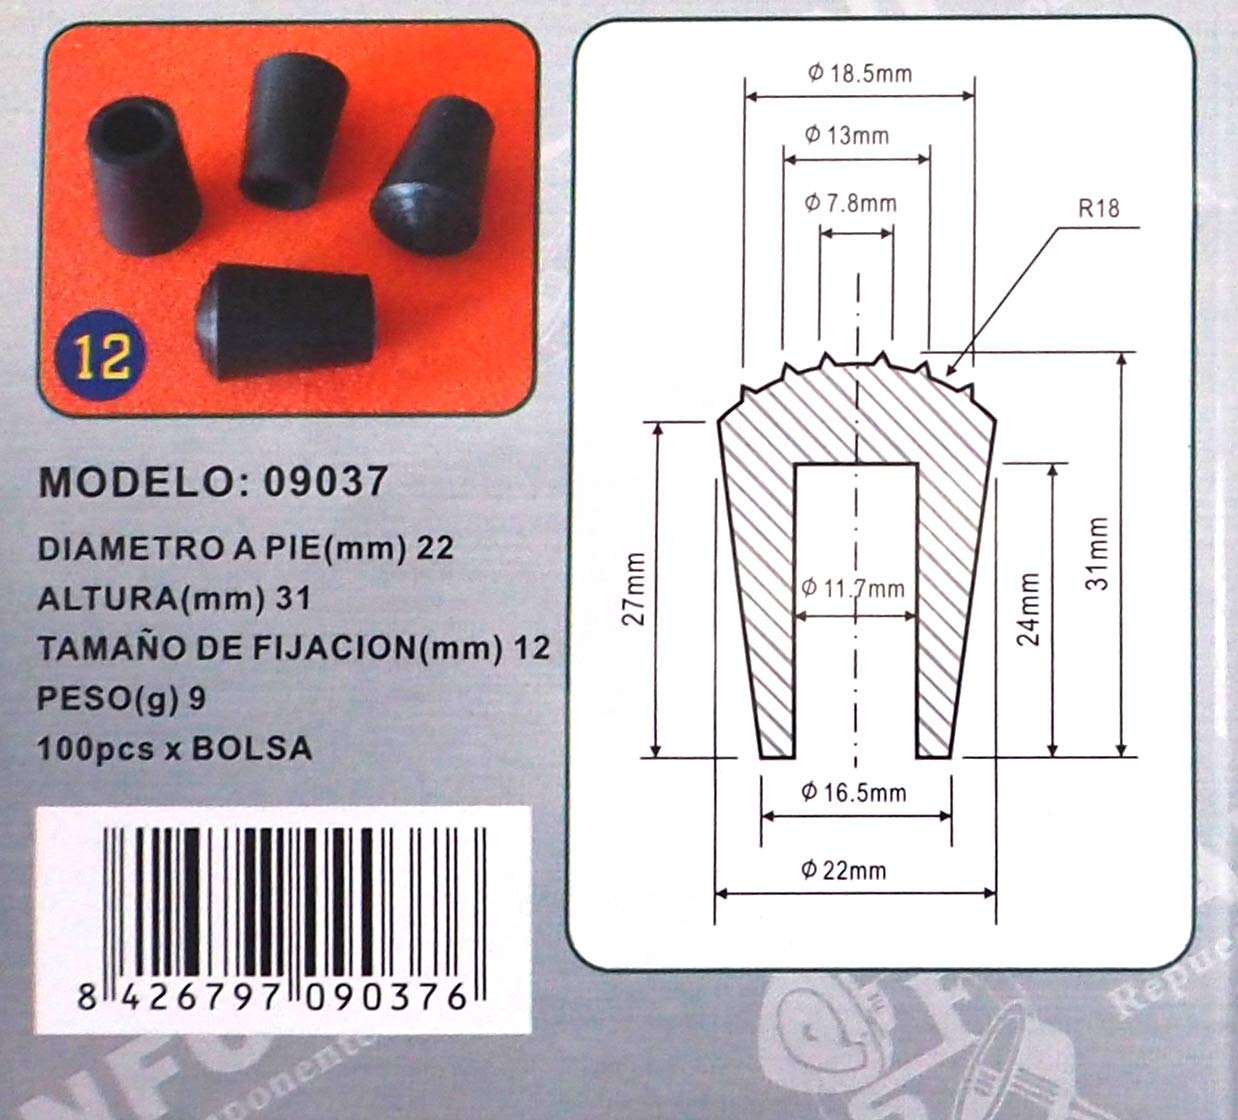 12
MODELO: 09037
DIAMETRO A PIE(mm) 22
ALTURA(mm) 31
TAMAÑO DE FIJACION(mm) 12
PESO(g) 9
100pcs x BOLSA
8 426797 090376
Φ 18.5mm
Φ 13mm
Φ 7.8mm
R18
27mm
Φ 11.7mm
24mm
31mm
Φ 16.5mm
Φ 22mm